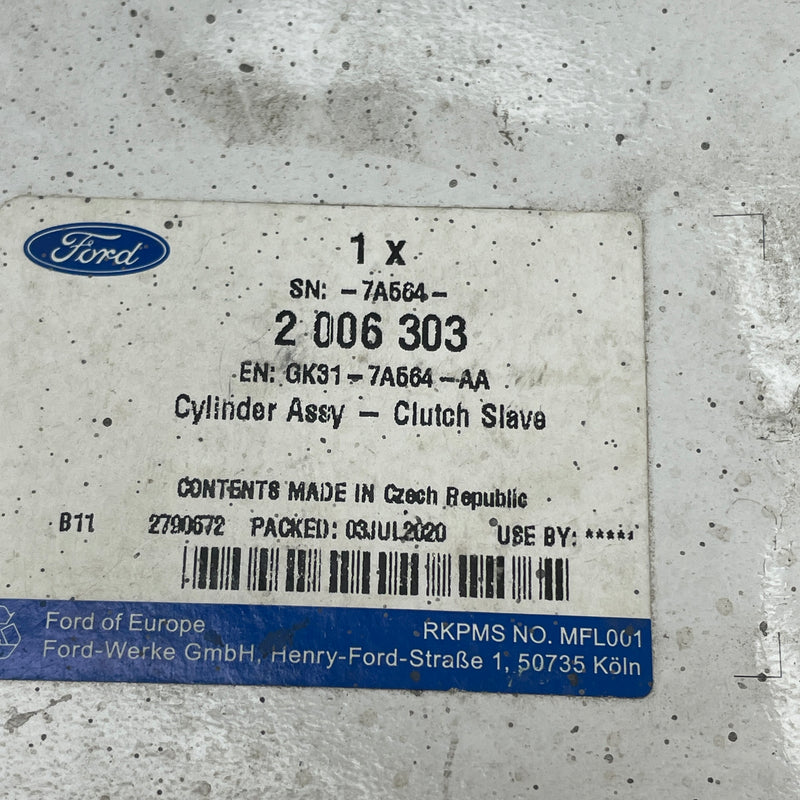 Ford
1 X
SN: -7A564-
2 006 303
EN: GK31-7A564-AA
Cylinder Assy - Clutch Slave
CONTENTS MADE IN Czech Republic
B11 2790672 PACKED: 03JUL2020 USE BY: *****
Ford of Europe RKPMS NO. MFL001
Ford-Werke GmbH, Henry-Ford-Straße 1, 50735 Köln